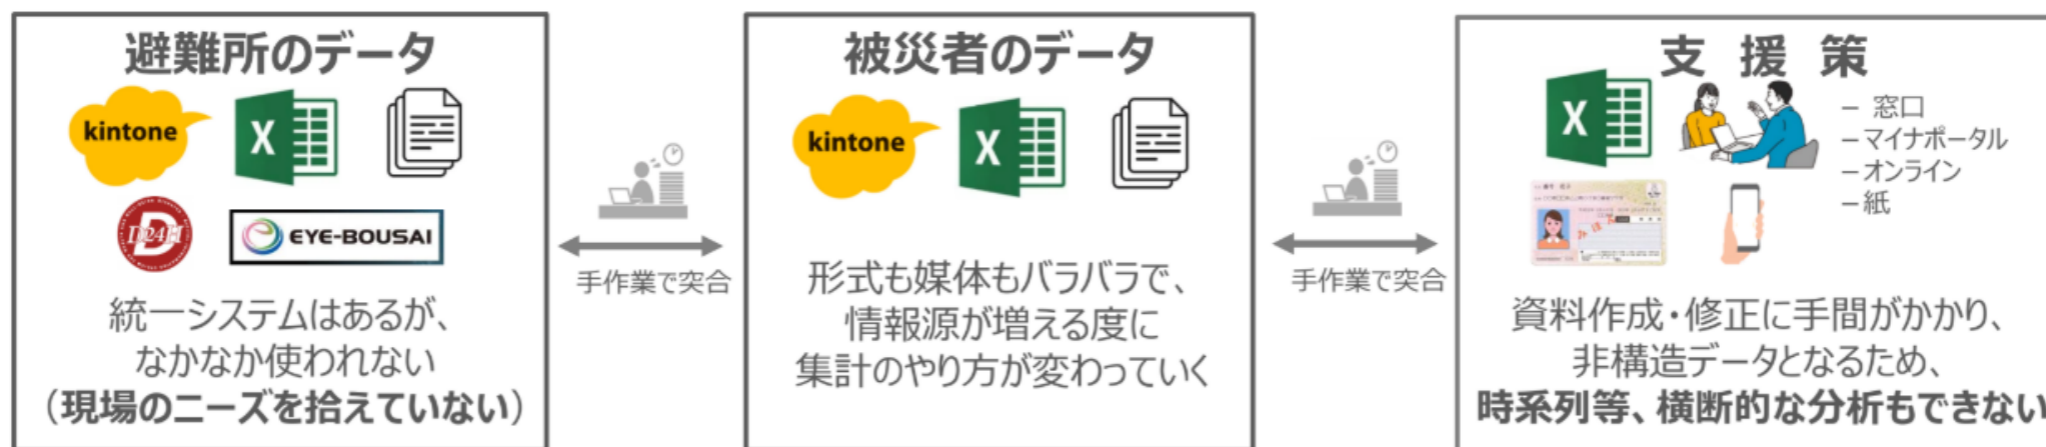 避難所のデータ
kintone
X
D24H
EYE-BOUSAI
統一システムはあるが、
なかなか使われない
（現場のニーズを拾えていない）
手作業で突合
被災者のデータ
kintone
X
形式も媒体もバラバラで、
情報源が増える度に
集計のやり方が変わっていく
手作業で突合
支援策
X
－ 窓口
－マイナポータル
－オンライン
－紙
資料作成・修正に手間がかかり、
非構造データとなるため、
時系列等、横断的な分析もできない